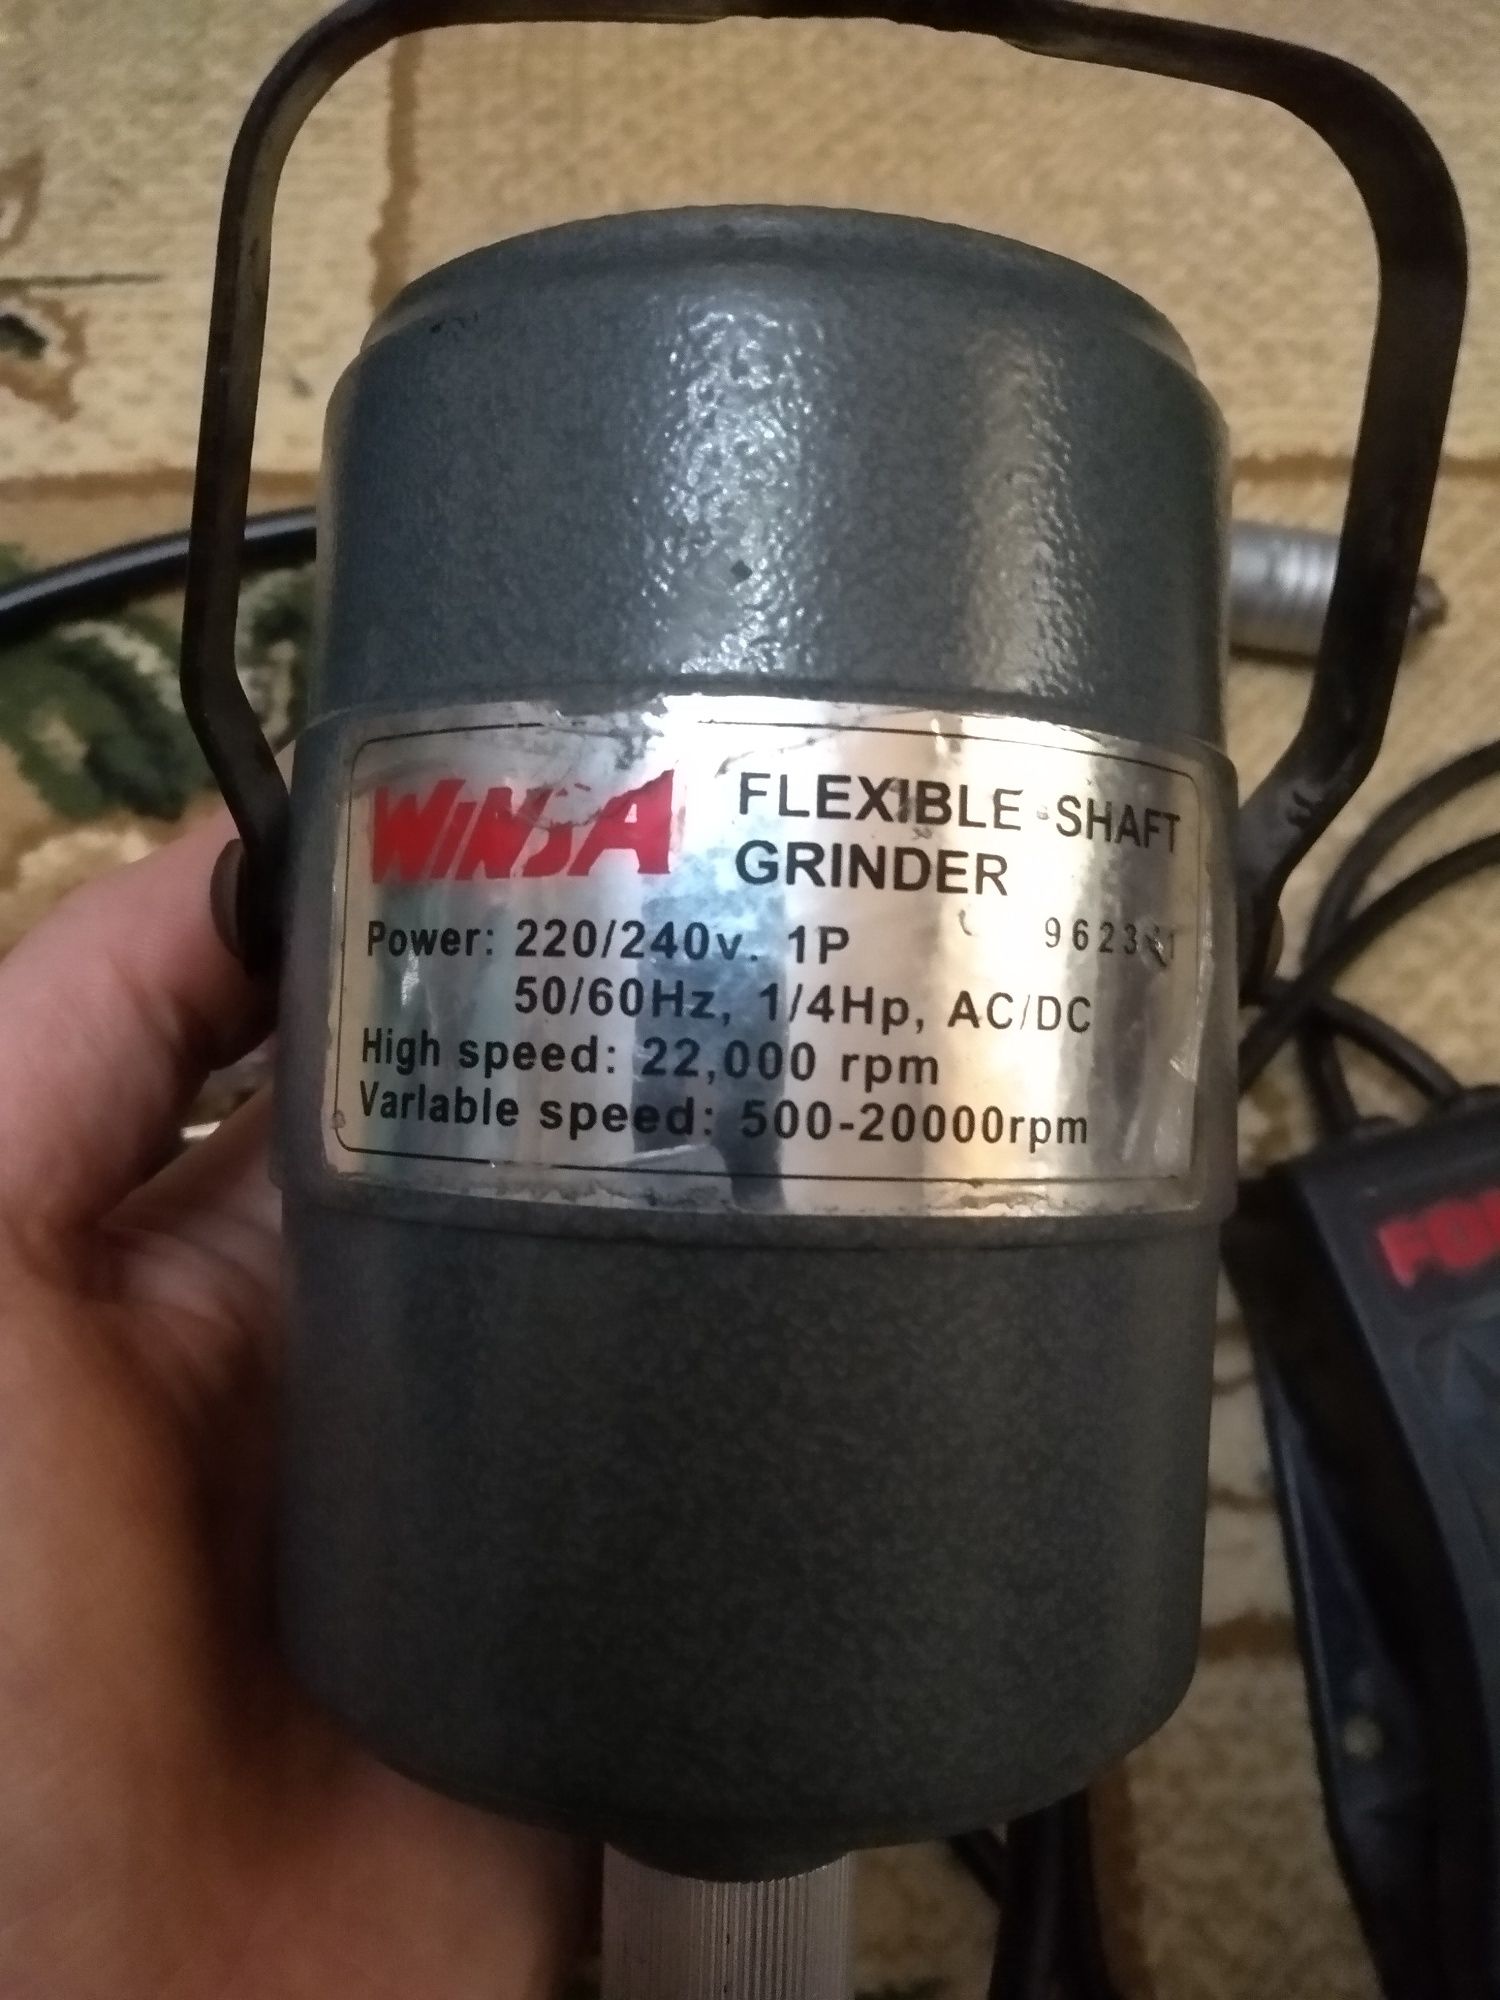 WINSA FLEXIBLE SHAFT
GRINDER
Power: 220/240v. 1P
50/60Hz, 1/4Hp, AC/DC
High speed: 22,000 rpm
Varlable speed: 500-20000rpm